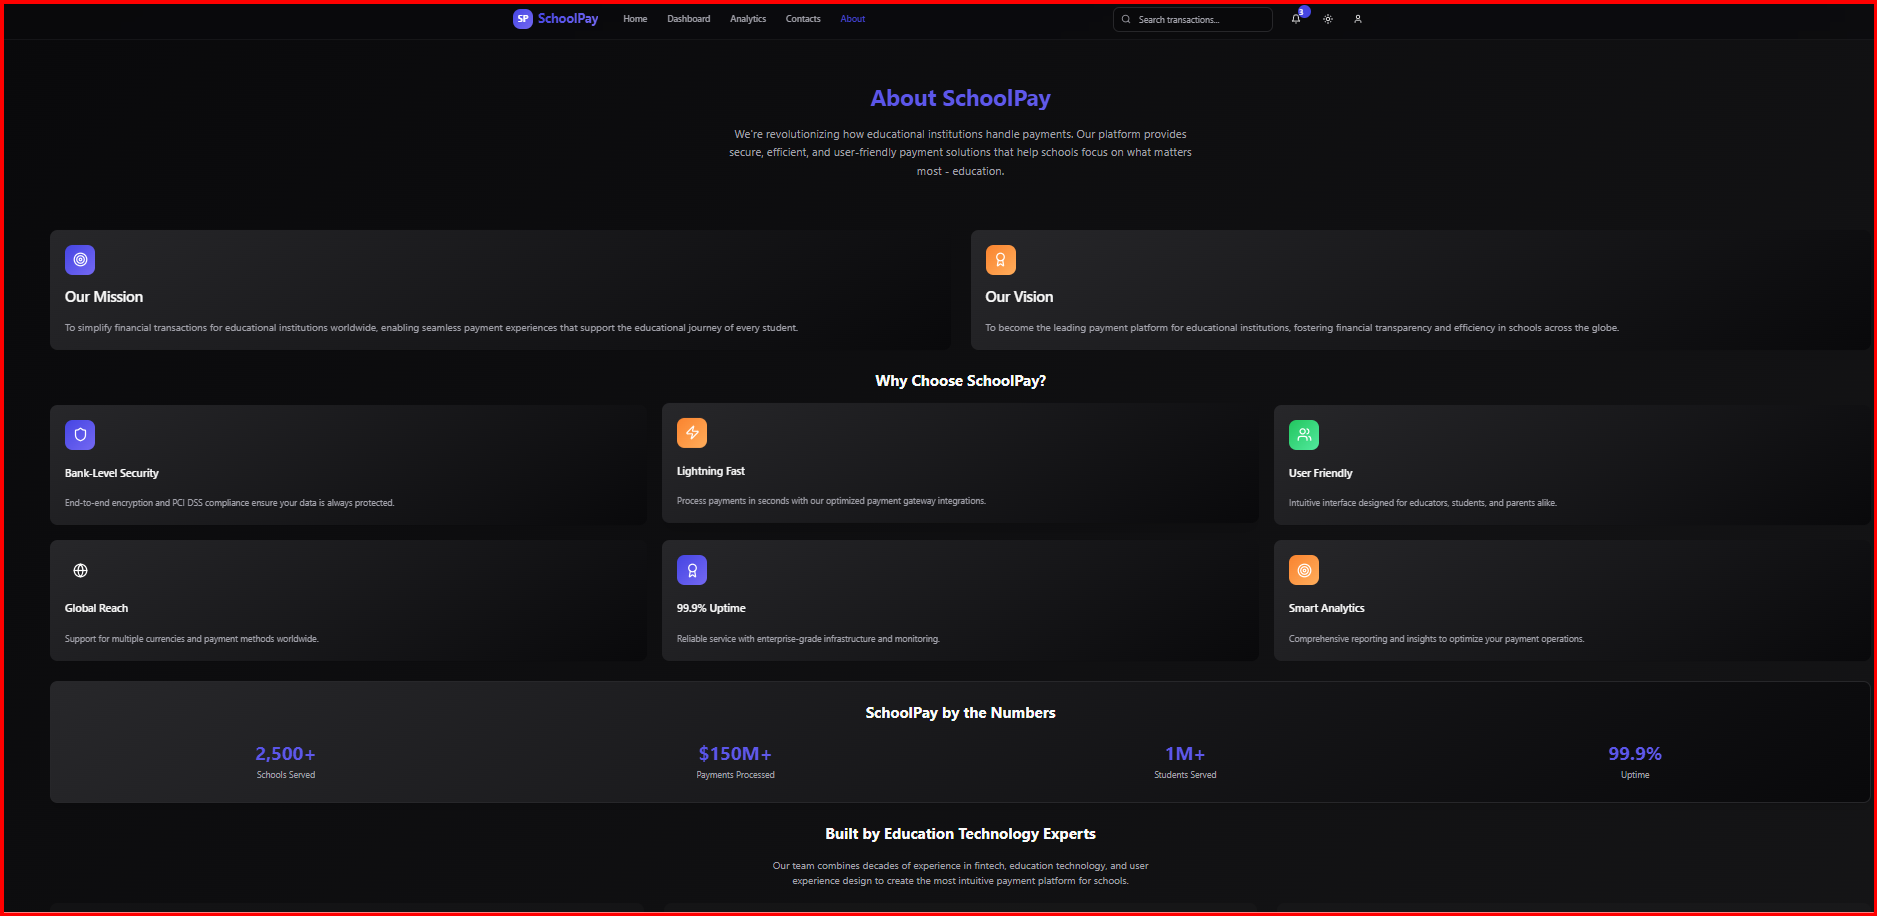 SP SchoolPay Home Dashboard Analytics Contacts About Search transactions... 3
About SchoolPay
We're revolutionizing how educational institutions handle payments. Our platform provides
secure, efficient, and user-friendly payment solutions that help schools focus on what matters
most - education.
Our Mission
To simplify financial transactions for educational institutions worldwide, enabling seamless payment experiences that support the educational journey of every student.
Our Vision
To become the leading payment platform for educational institutions, fostering financial transparency and efficiency in schools across the globe.
Why Choose SchoolPay?
Bank-Level Security
End-to-end encryption and PCI DSS compliance ensure your data is always protected.
Lightning Fast
Process payments in seconds with our optimized payment gateway integrations.
User Friendly
Intuitive interface designed for educators, students, and parents alike.
Global Reach
Support for multiple currencies and payment methods worldwide.
99.9% Uptime
Reliable service with enterprise-grade infrastructure and monitoring.
Smart Analytics
Comprehensive reporting and insights to optimize your payment operations.
SchoolPay by the Numbers
2,500+
Schools Served
$150M+
Payments Processed
1M+
Students Served
99.9%
Uptime
Built by Education Technology Experts
Our team combines decades of experience in fintech, education technology, and user
experience design to create the most intuitive payment platform for schools.